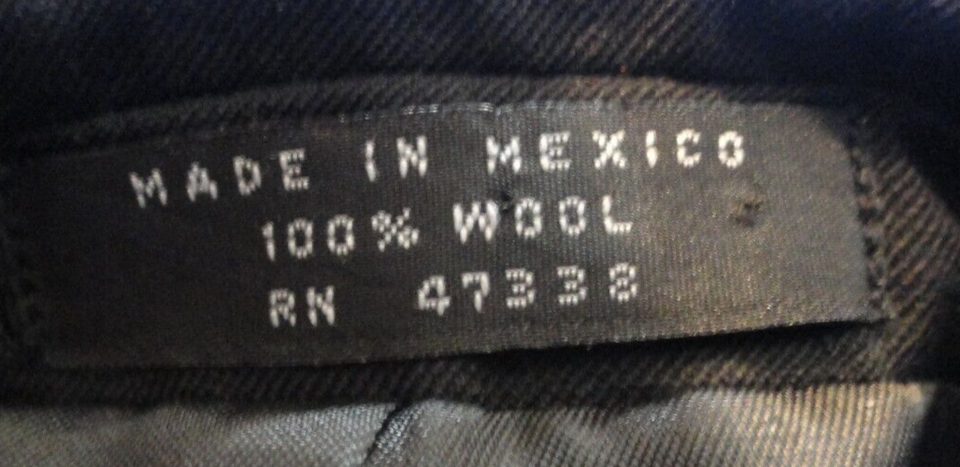 MADE IN MEXICO
100% WOOL
RN 47338